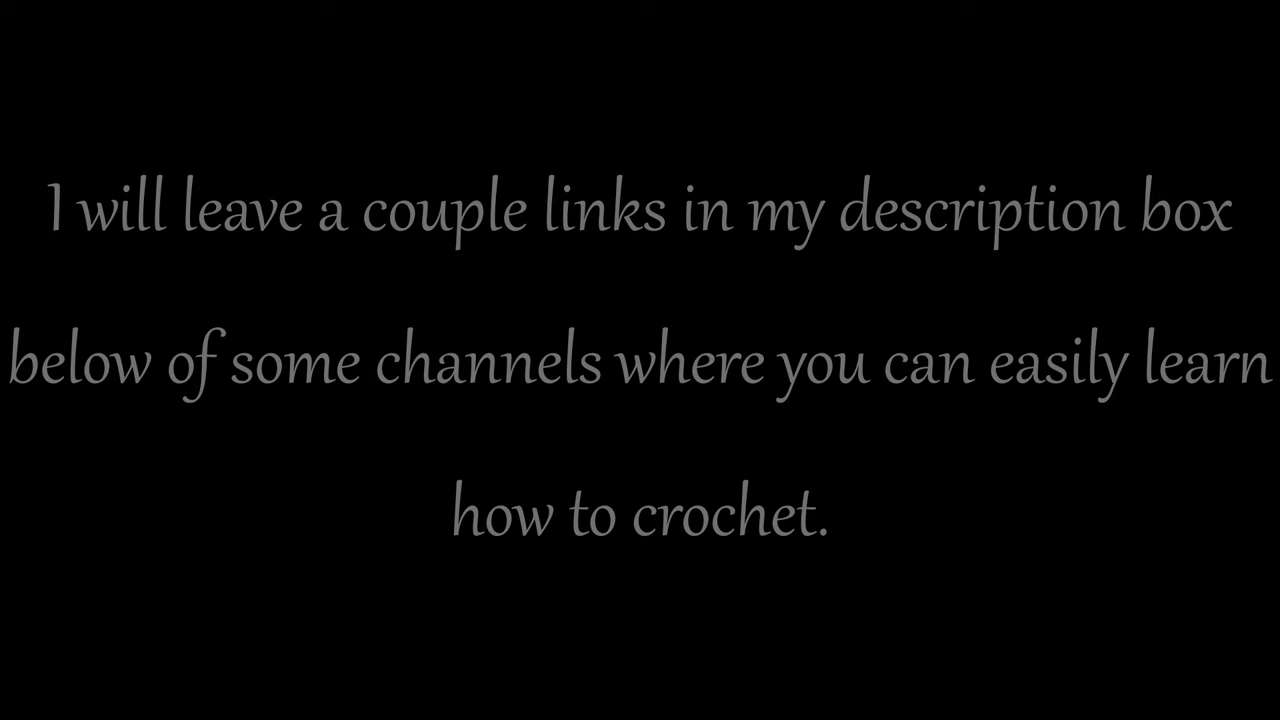 I will leave a couple links in my description box
below of some channels where you can easily learn
how to crochet.